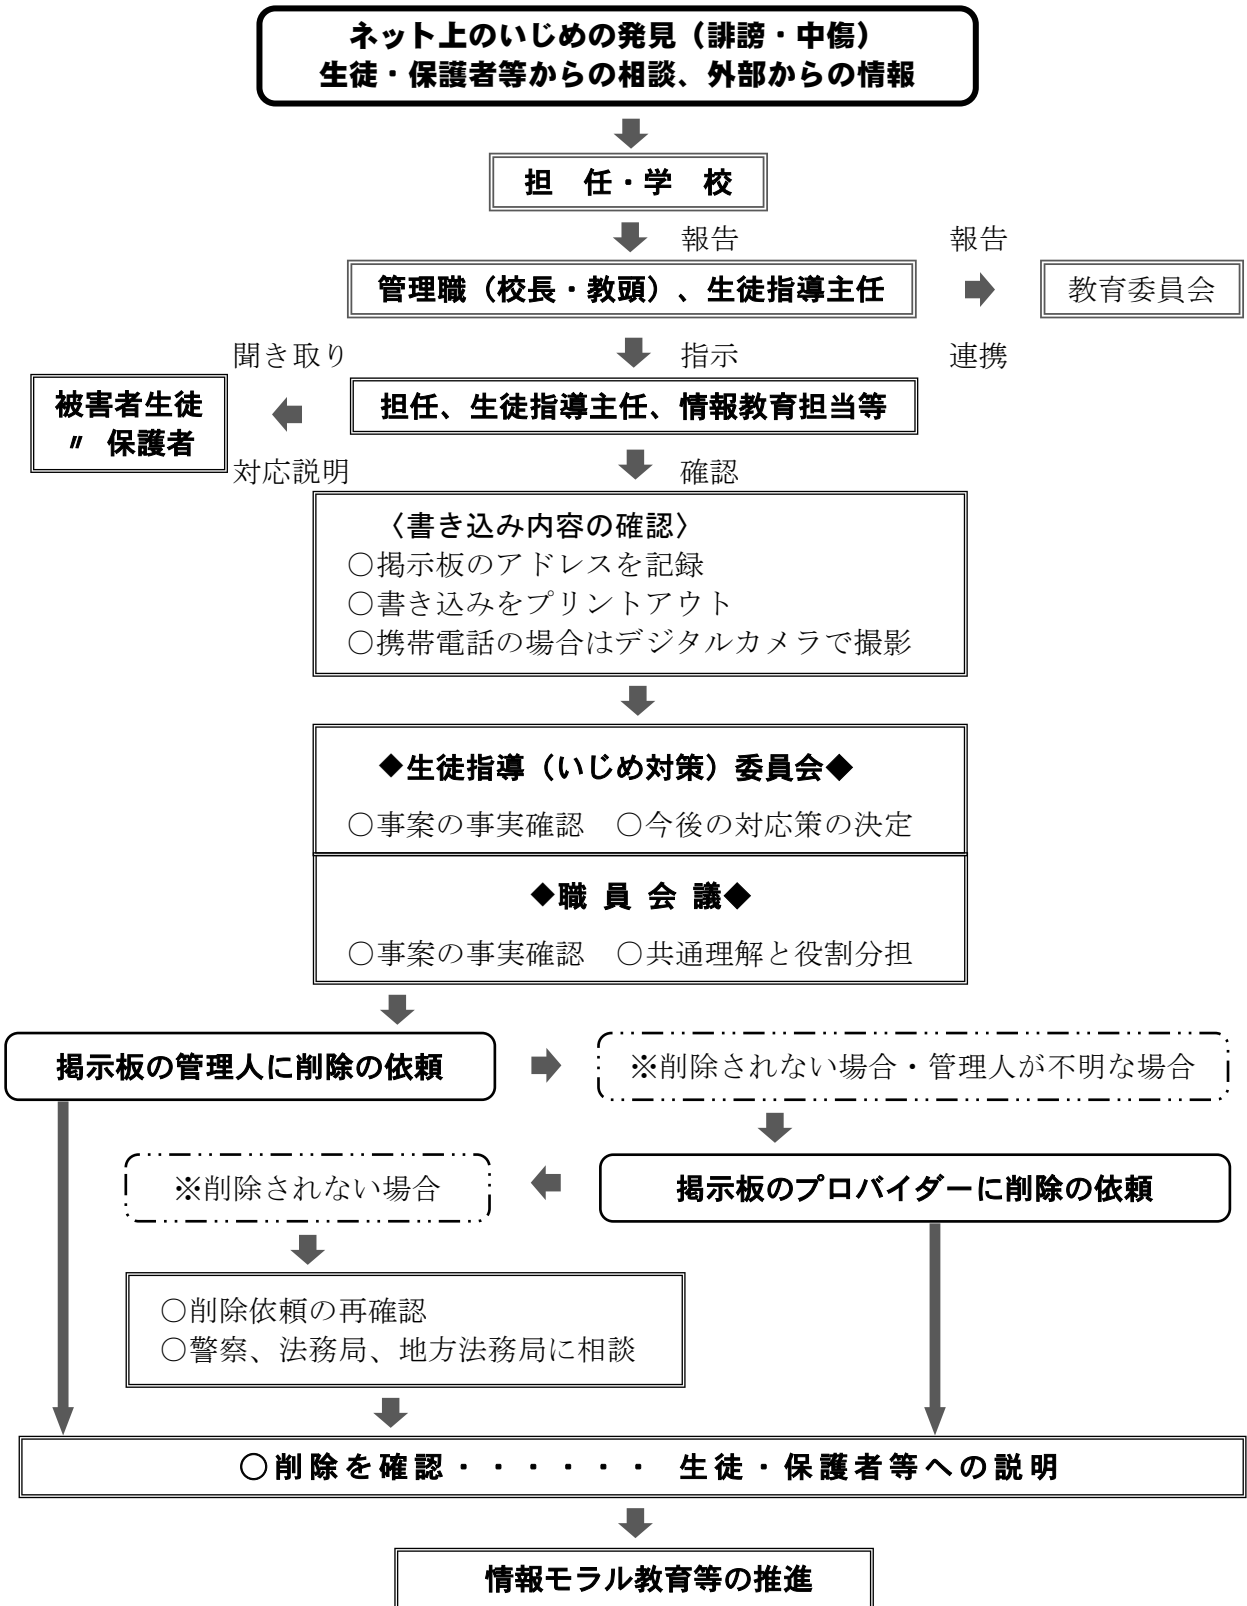 ネット上のいじめの発見（誹謗・中傷）
生徒・保護者等からの相談、外部からの情報
担　任・学　校
報告
報告
管理職（校長・教頭）、生徒指導主任
教育委員会
聞き取り
指示
連携
被害者生徒
〃 保護者
担任、生徒指導主任、情報教育担当等
対応説明
確認
〈書き込み内容の確認〉
○掲示板のアドレスを記録
○書き込みをプリントアウト
○携帯電話の場合はデジタルカメラで撮影
◆生徒指導（いじめ対策）委員会◆
○事案の事実確認　○今後の対応策の決定
◆職 員 会 議◆
○事案の事実確認　○共通理解と役割分担
掲示板の管理人に削除の依頼
※削除されない場合・管理人が不明な場合
※削除されない場合
掲示板のプロバイダーに削除の依頼
○削除依頼の再確認
○警察、法務局、地方法務局に相談
○削除を確認・・・・・・ 生徒・保護者等への説明
情報モラル教育等の推進